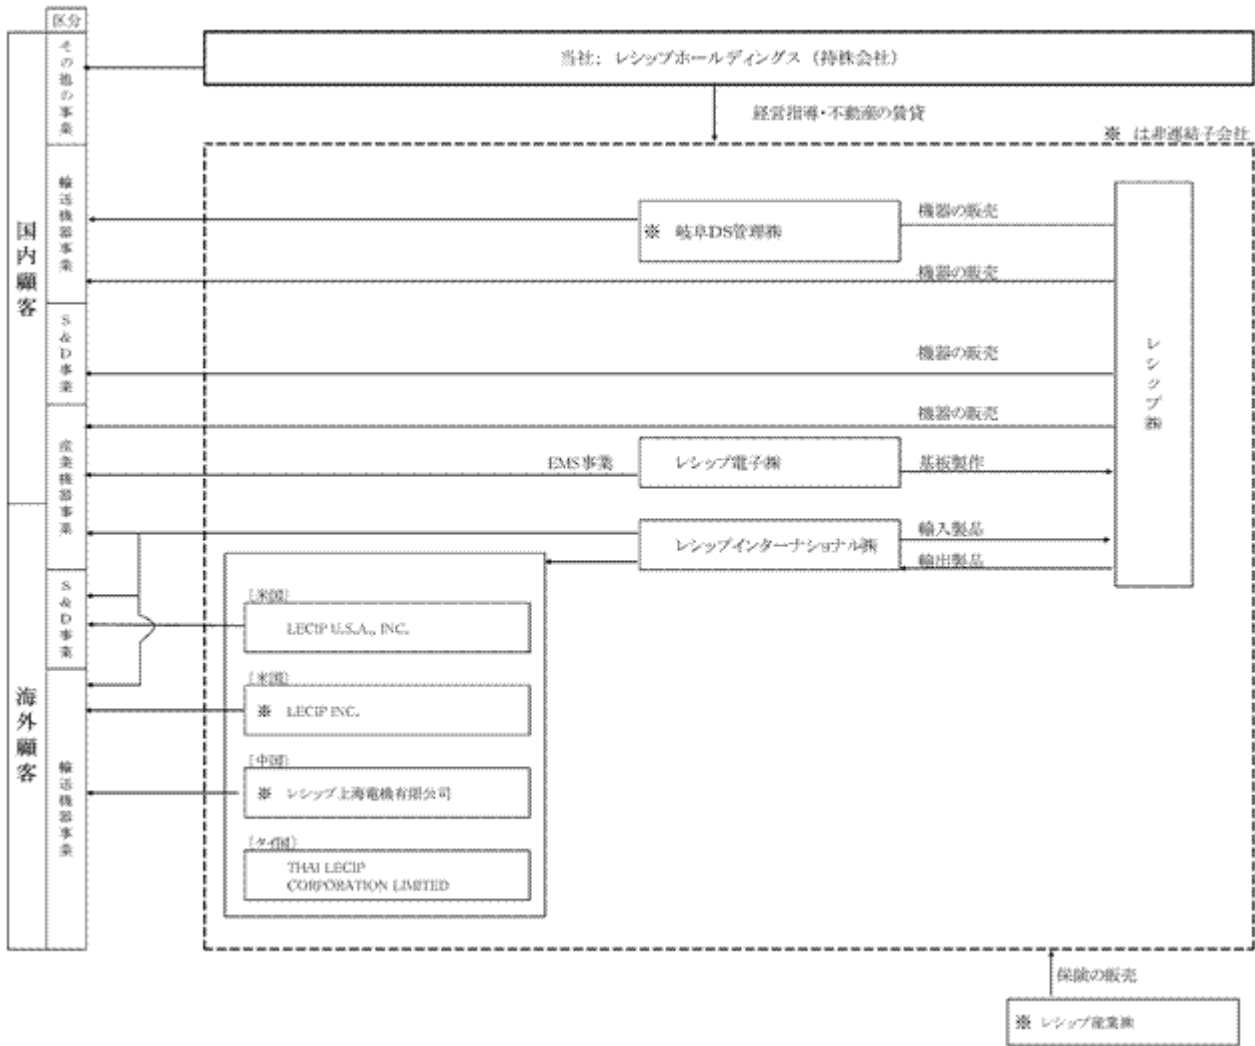 区分
その他の事業
当社：レシップホールディングス（持株会社）
経営指導・不動産の賃貸
※ は非連結子会社
国内顧客
輸送機器事業
※ 岐阜DS管理㈱
機器の販売
機器の販売
S&D事業
機器の販売
レシップ㈱
機器の販売
産業機器事業
EMS事業
レシップ電子㈱
基板製作
レシップインターナショナル㈱
輸入製品
輸出製品
海外顧客
S&D事業
［米国］
LECIP U.S.A., INC.
［米国］
※ LECIP INC.
輸送機器事業
［中国］
※ レシップ上海電機有限公司
［タイ国］
THAI LECIP
CORPORATION LIMITED
保険の販売
※ レシップ産業㈱